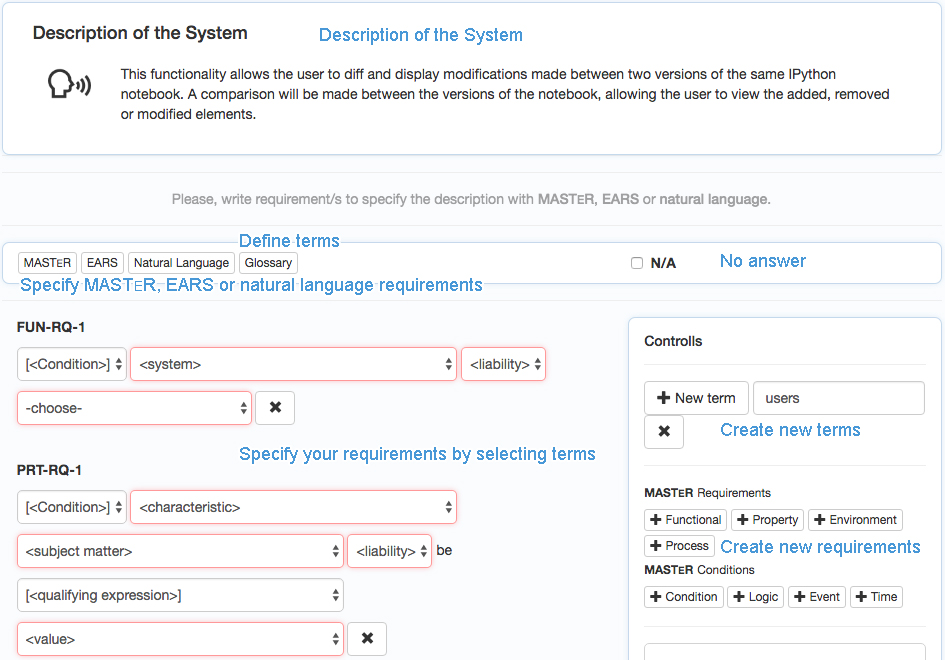 Description of the System
Description of the System
This functionality allows the user to diff and display modifications made between two versions of the same IPython
notebook. A comparison will be made between the versions of the notebook, allowing the user to view the added, removed
or modified elements.
Please, write requirement/s to specify the description with MASTER, EARS or natural language.
Define terms
MASTER EARS Natural Language Glossary
N/A
No answer
Specify MASTER, EARS or natural language requirements
FUN-RQ-1
[<Condition>] <system> <liability>
-choose- ✖
PRT-RQ-1
Specify your requirements by selecting terms
[<Condition>] <characteristic>
<subject matter> <liability> be
[<qualifying expression>]
<value> ✖
Controlls
+ New term users
✖ Create new terms
MASTER Requirements
+ Functional + Property + Environment
+ Process Create new requirements
MASTER Conditions
+ Condition + Logic + Event + Time